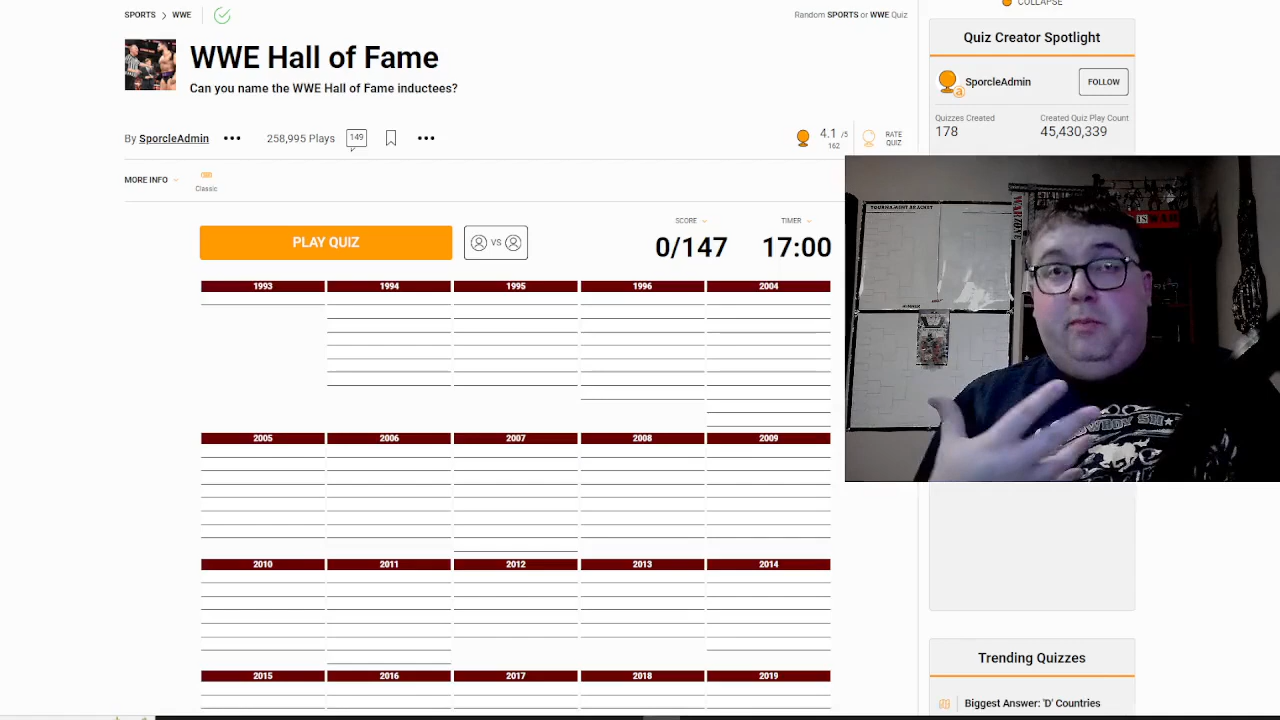 SPORTS > WWE
Random SPORTS or WWE Quiz
COLLAPSE
WWE Hall of Fame
Can you name the WWE Hall of Fame inductees?
By SporcleAdmin ••• 258,995 Plays 149 •••
4.1 /5
162
RATE QUIZ
MORE INFO
Classic
PLAY QUIZ
VS
SCORE
0/147
TIMER
17:00
1993 1994 1995 1996 2004
2005 2006 2007 2008 2009
2010 2011 2012 2013 2014
2015 2016 2017 2018 2019
Quiz Creator Spotlight
a
SporcleAdmin
FOLLOW
Quizzes Created
178
Created Quiz Play Count
45,430,339
TOURNAMENT BRACKET
Trending Quizzes
Biggest Answer: 'D' Countries